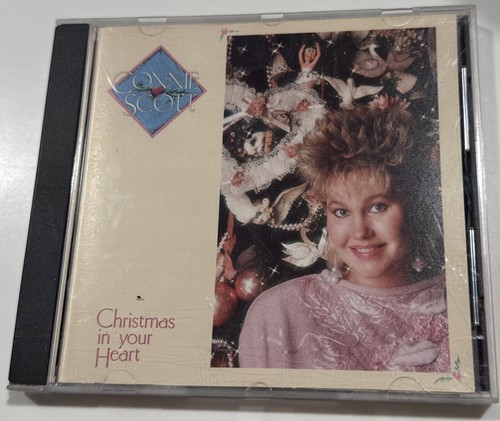 CONNIE
SCOTT
Christmas
in your
Heart